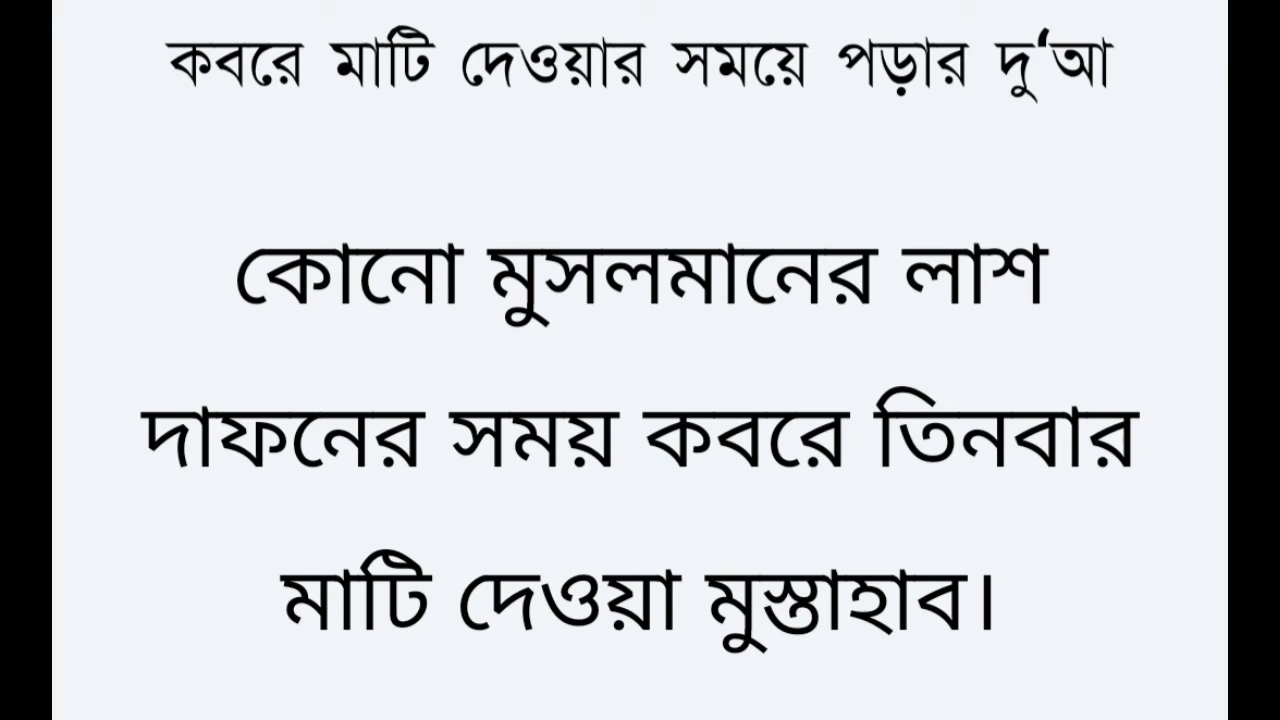 কবরে মাটি দেওয়ার সময়ে পড়ার দু‘আ
কোনো মুসলমানের লাশ
দাফনের সময় কবরে তিনবার
মাটি দেওয়া মুস্তাহাব।